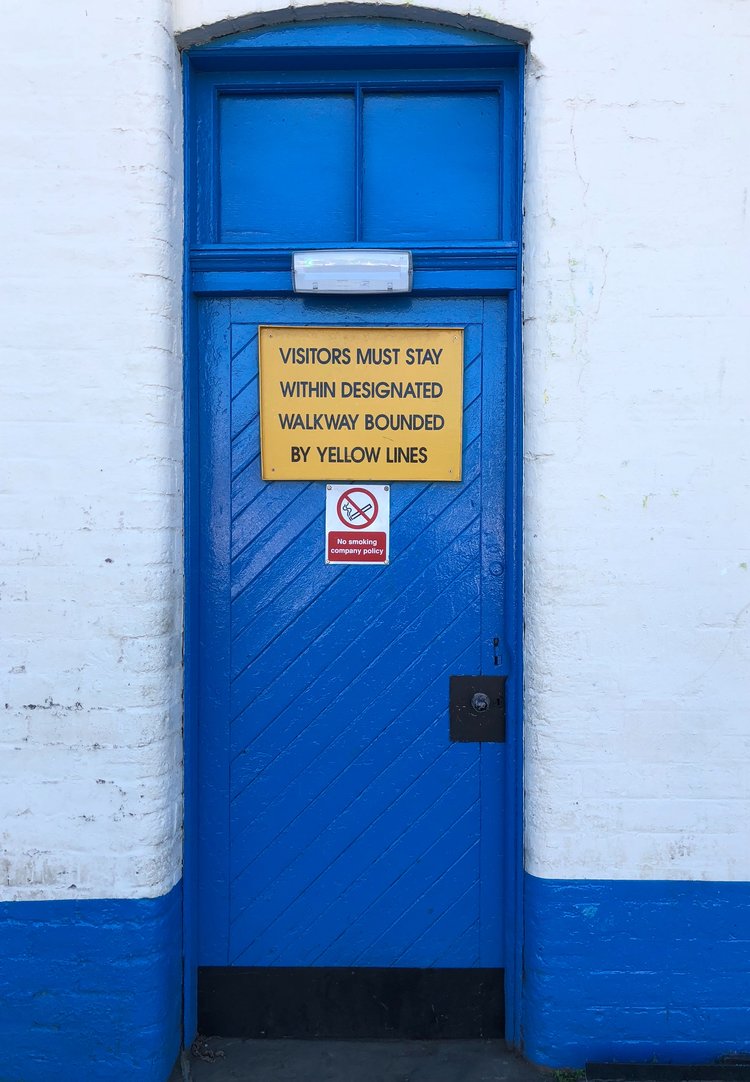 VISITORS MUST STAY
WITHIN DESIGNATED
WALKWAY BOUNDED
BY YELLOW LINES
No smoking
company policy